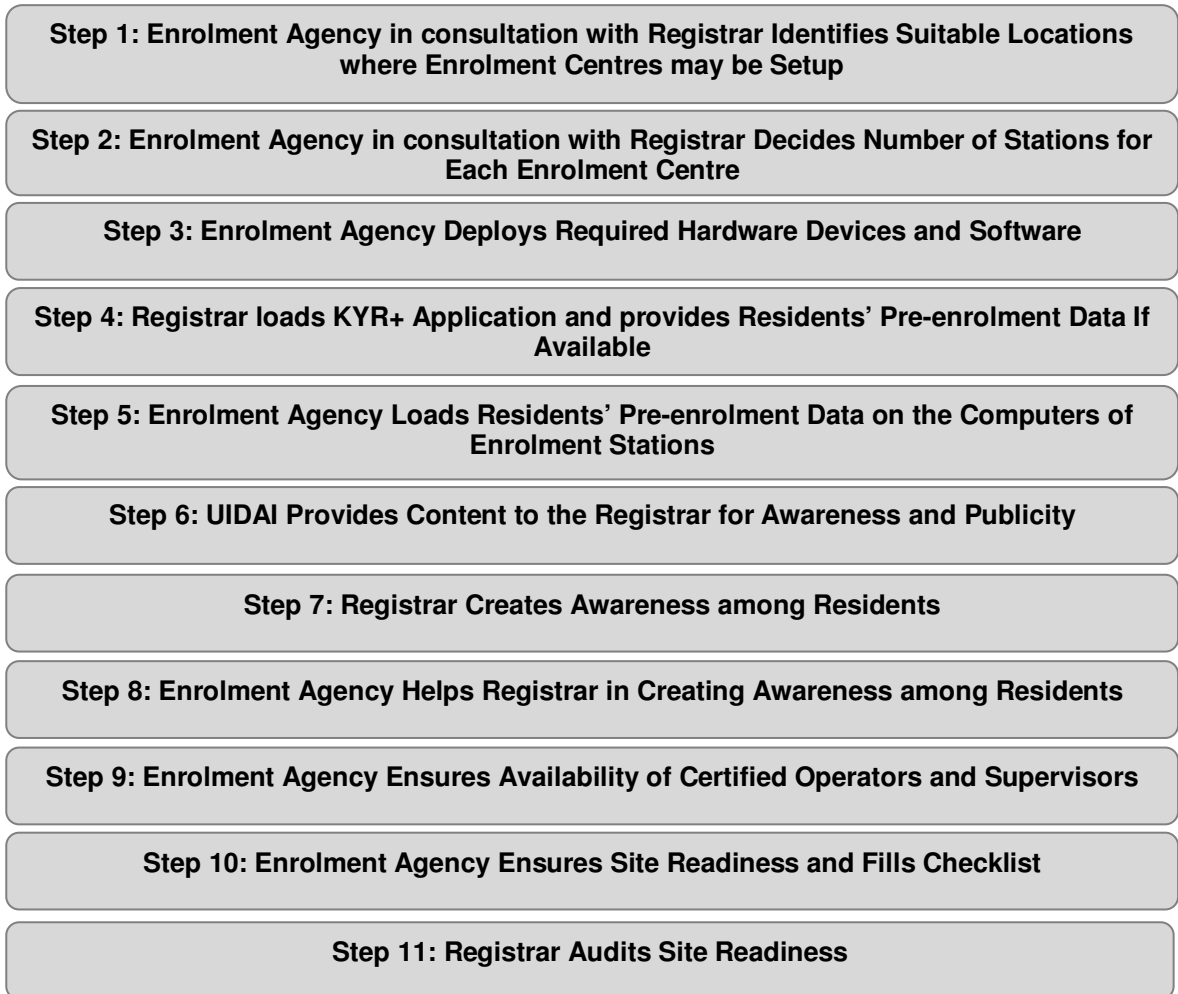 Step 1: Enrolment Agency in consultation with Registrar Identifies Suitable Locations
where Enrolment Centres may be Setup
Step 2: Enrolment Agency in consultation with Registrar Decides Number of Stations for
Each Enrolment Centre
Step 3: Enrolment Agency Deploys Required Hardware Devices and Software
Step 4: Registrar loads KYR+ Application and provides Residents’ Pre-enrolment Data If
Available
Step 5: Enrolment Agency Loads Residents’ Pre-enrolment Data on the Computers of
Enrolment Stations
Step 6: UIDAI Provides Content to the Registrar for Awareness and Publicity
Step 7: Registrar Creates Awareness among Residents
Step 8: Enrolment Agency Helps Registrar in Creating Awareness among Residents
Step 9: Enrolment Agency Ensures Availability of Certified Operators and Supervisors
Step 10: Enrolment Agency Ensures Site Readiness and Fills Checklist
Step 11: Registrar Audits Site Readiness